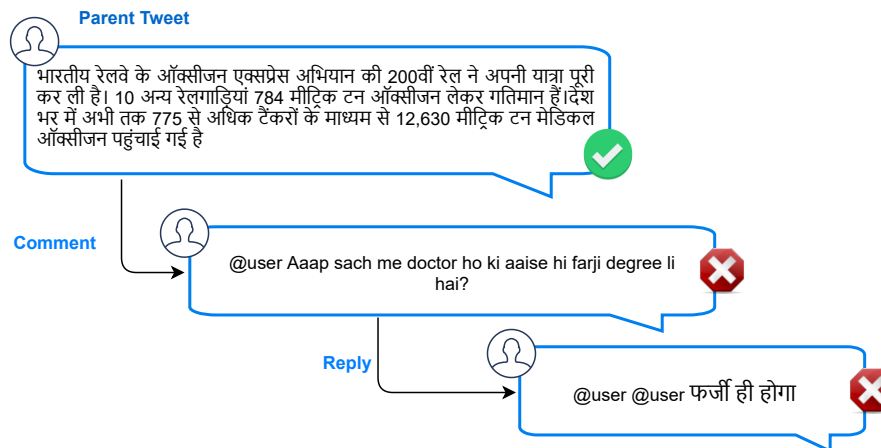 Parent Tweet
भारतीय रेलवे के ऑक्सीजन एक्सप्रेस अभियान की 200वीं रेल ने अपनी यात्रा पूरी
कर ली है। 10 अन्य रेलगाड़ियां 784 मीट्रिक टन ऑक्सीजन लेकर गतिमान हैं।देश
भर में अभी तक 775 से अधिक टैंकरों के माध्यम से 12,630 मीट्रिक टन मेडिकल
ऑक्सीजन पहुंचाई गई है
Comment
@user Aaap sach me doctor ho ki aaise hi farji degree li
hai?
Reply
@user @user फर्जी ही होगा